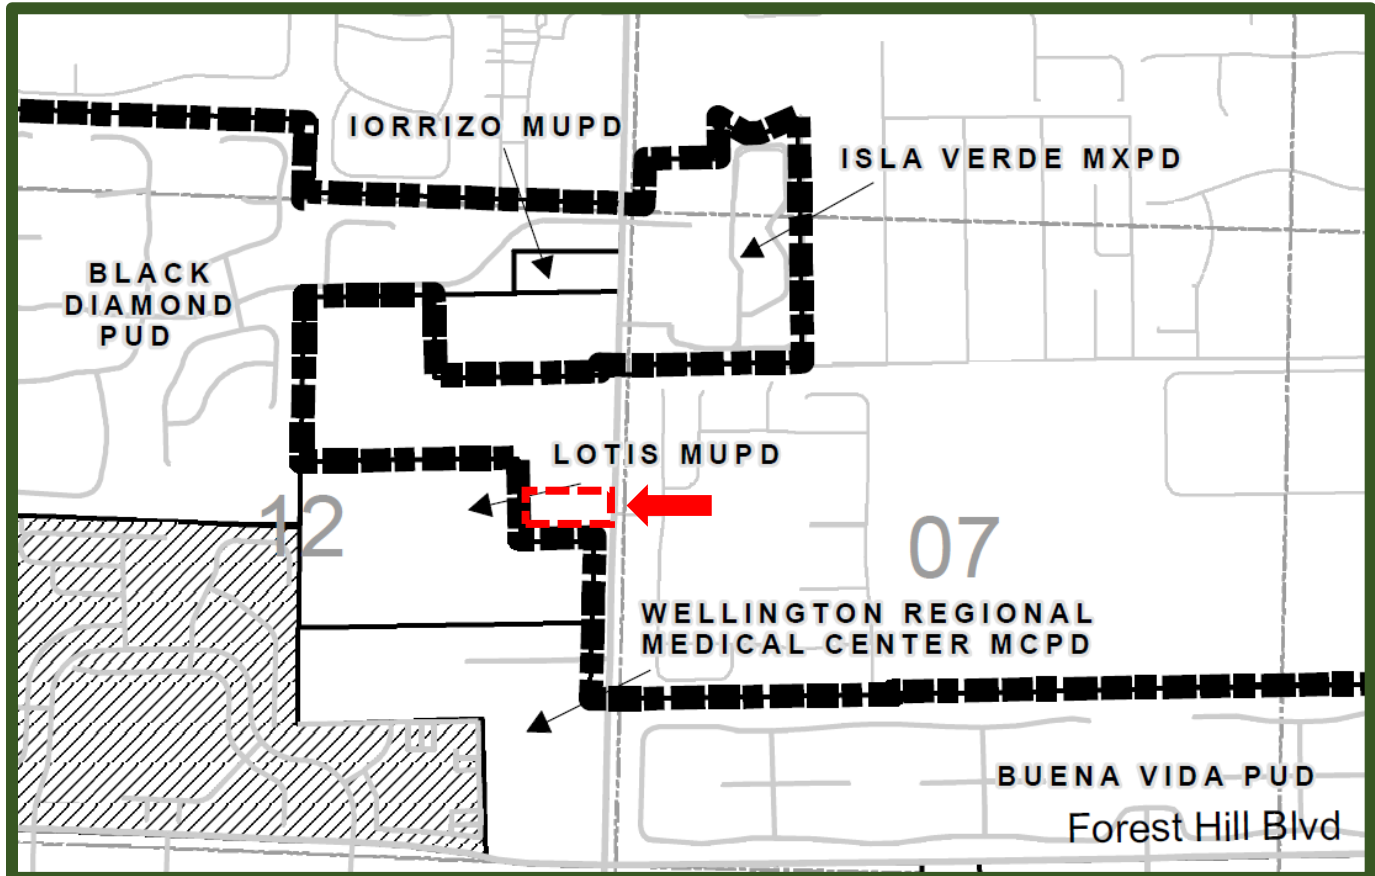 IORRIZO MUPD
ISLA VERDE MXPD
BLACK
DIAMOND
PUD
LOTIS MUPD
12
07
WELLINGTON REGIONAL
MEDICAL CENTER MCPD
BUENA VIDA PUD
Forest Hill Blvd